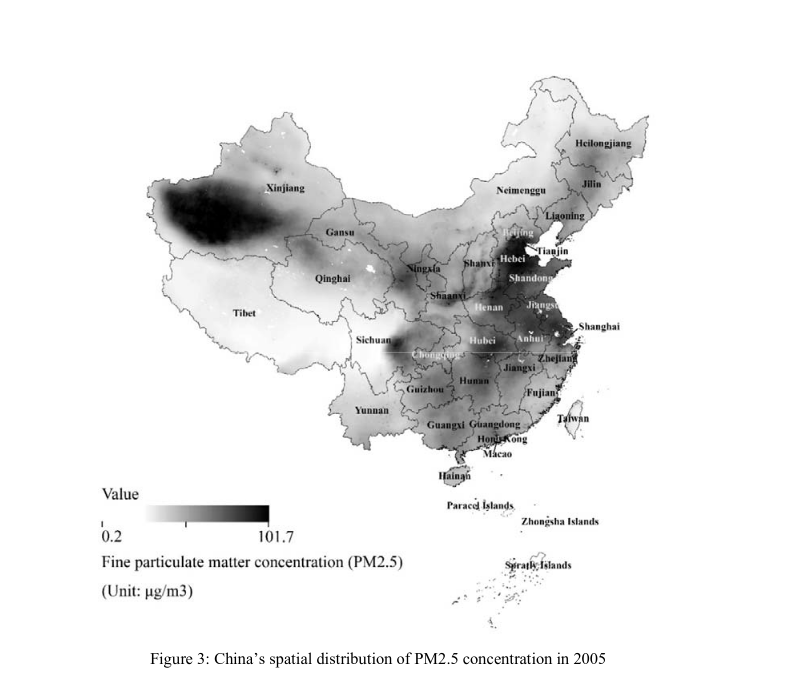 Heilongjiang
Jilin
Xinjiang
Neimenggu
Liaoning
Gansu
Beijing
Tianjin
Hebei
Shanxi
Ningxia
Qinghai
Shandong
Shaanxi
Henan
Jiangsu
Tibet
Shanghai
Sichuan
Hubei
Anhui
Chongqing
Zhejiang
Jiangxi
Hunan
Guizhou
Fujian
Yunnan
Taiwan
Guangxi
Guangdong
Hong Kong
Macao
Hainan
Value
Paracel Islands
Zhongsha Islands
0.2 101.7
Fine particulate matter concentration (PM2.5)
Spratly Islands
(Unit: μg/m3)
Figure 3: China’s spatial distribution of PM2.5 concentration in 2005